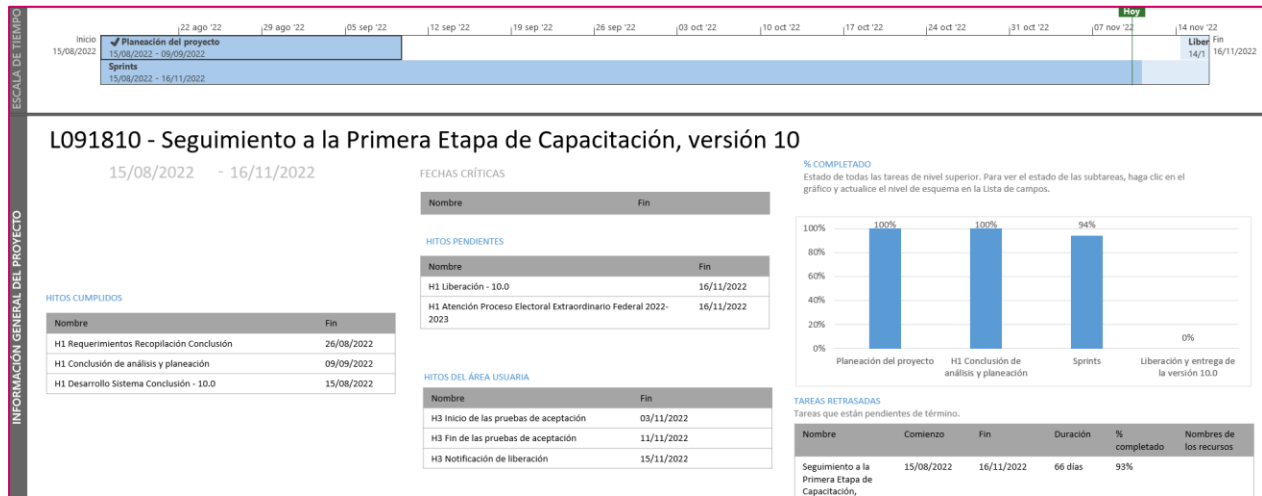 ESCALA DE TIEMPO
Hoy
22 ago '22 29 ago '22 05 sep '22 12 sep '22 19 sep '22 26 sep '22 03 oct '22 10 oct '22 17 oct '22 24 oct '22 31 oct '22 07 nov '22 14 nov '22
Inicio
15/08/2022
✔ Planeación del proyecto
15/08/2022 - 09/09/2022
Liber
14/1
Fin
16/11/2022
Sprints
15/08/2022 - 16/11/2022
INFORMACIÓN GENERAL DEL PROYECTO
L091810 - Seguimiento a la Primera Etapa de Capacitación, versión 10
15/08/2022 - 16/11/2022
HITOS CUMPLIDOS
Nombre Fin
H1 Requerimientos Recopilación Conclusión 26/08/2022
H1 Conclusión de análisis y planeación 09/09/2022
H1 Desarrollo Sistema Conclusión - 10.0 15/08/2022
FECHAS CRÍTICAS
Nombre Fin
HITOS PENDIENTES
Nombre Fin
H1 Liberación - 10.0 16/11/2022
H1 Atención Proceso Electoral Extraordinario Federal 2022- 16/11/2022
2023
HITOS DEL ÁREA USUARIA
Nombre Fin
H3 Inicio de las pruebas de aceptación 03/11/2022
H3 Fin de las pruebas de aceptación 11/11/2022
H3 Notificación de liberación 15/11/2022
% COMPLETADO
Estado de todas las tareas de nivel superior. Para ver el estado de las subtareas, haga clic en el
gráfico y actualice el nivel de esquema en la Lista de campos.
100%
80%
60%
40%
20%
0%
100% 100% 94% 0%
Planeación del proyecto H1 Conclusión de Sprints Liberación y entrega de
análisis y planeación la versión 10.0
TAREAS RETRASADAS
Tareas que están pendientes de término.
Nombre Comienzo Fin Duración % Nombres de
completado los recursos
Seguimiento a la 15/08/2022 16/11/2022 66 días 93%
Primera Etapa de
Capacitación,